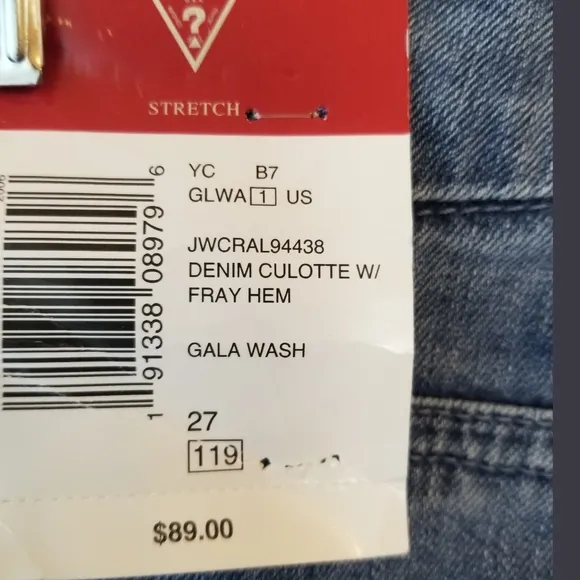 ?
STRETCH
YC B7
GLWA 1 US
JWCRAL94438
DENIM CULOTTE W/
FRAY HEM
GALA WASH
27
119
$89.00
1 91338 08979 6